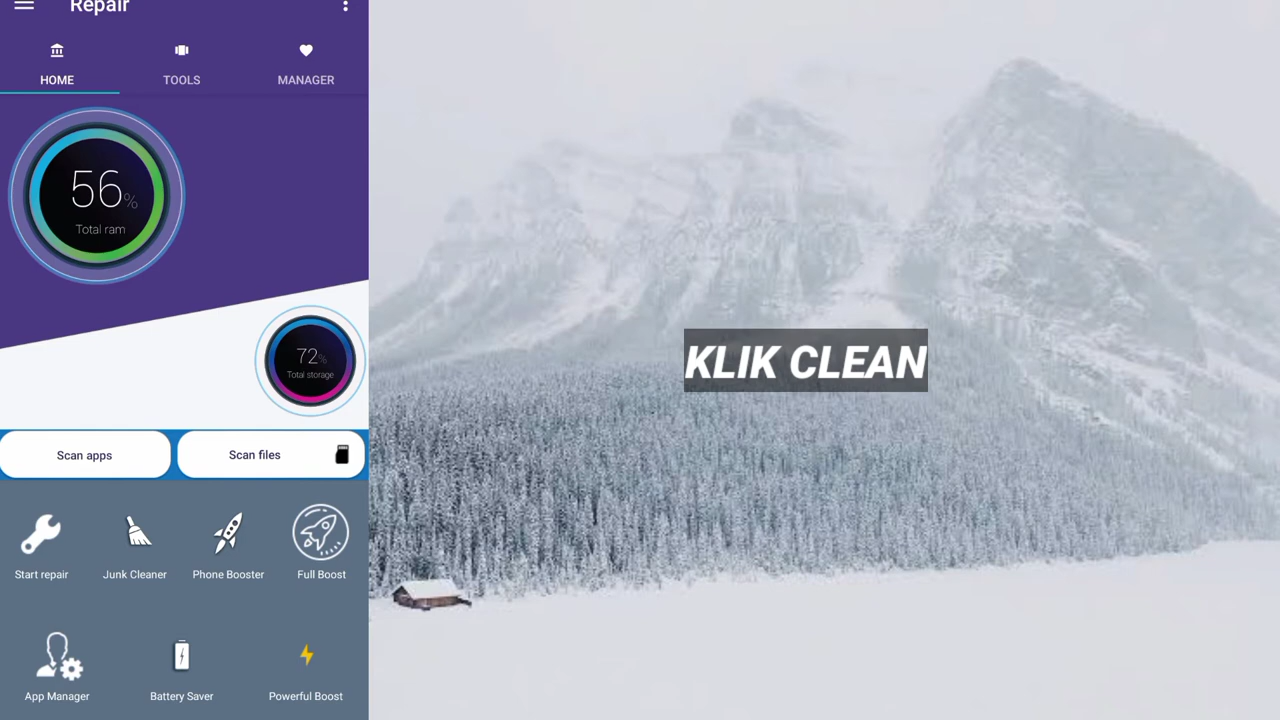 Repair
HOME TOOLS MANAGER
56%
Total ram
72%
Total storage
Scan apps Scan files
Start repair Junk Cleaner Phone Booster Full Boost
App Manager Battery Saver Powerful Boost
KLIK CLEAN